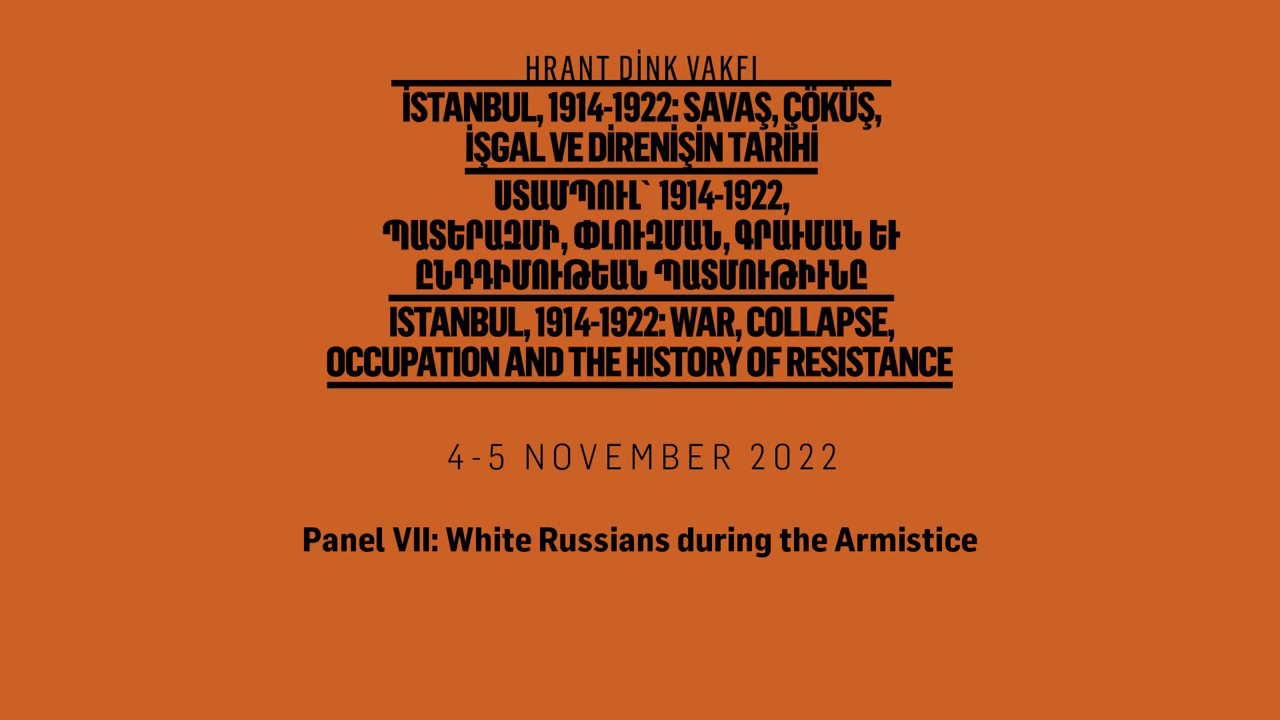 HRANT DİNK VAKFI
İSTANBUL, 1914-1922: SAVAŞ, ÇÖKÜŞ,
İŞGAL VE DİRENİŞİN TARİHİ
ՍՏԱՄՊՈՒԼ՝ 1914-1922,
ՊԱՏԵՐԱԶՄԻ, ՓԼՈՒԶՄԱՆ, ԳՐԱՒՄԱՆ ԵՒ
ԸՆԴԴԻՄՈՒԹԵԱՆ ՊԱՏՄՈՒԹԻՒՆԸ
ISTANBUL, 1914-1922: WAR, COLLAPSE,
OCCUPATION AND THE HISTORY OF RESISTANCE
4-5 NOVEMBER 2022
Panel VII: White Russians during the Armistice